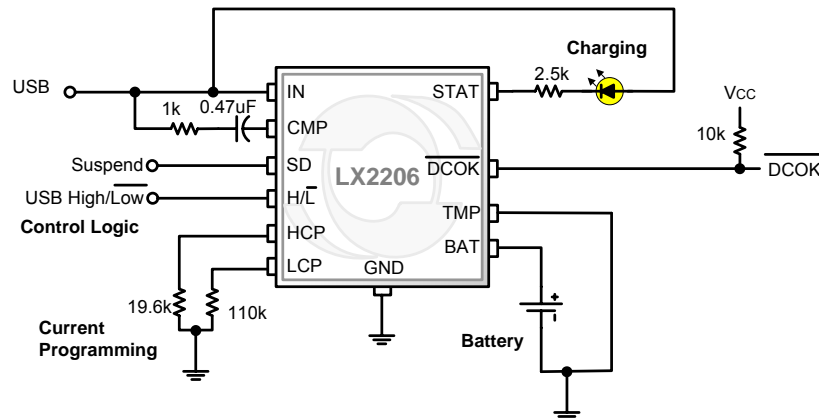 Charging
USB
IN
STAT
2.5k
1k
0.47uF
CMP
VCC
10k
Suspend
SD
LX2206
DCOK
DCOK
USB High/Low
H/L
TMP
Control Logic
HCP
BAT
LCP
GND
19.6k
110k
+
-
Current
Programming
Battery